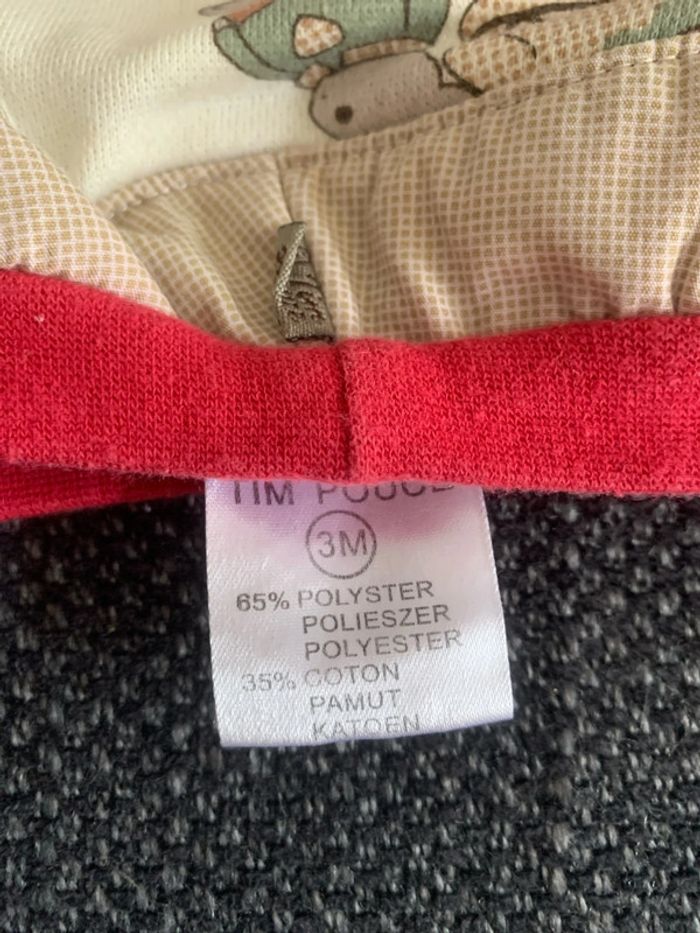 TIM POUCE
3M
65% POLYSTER
POLIESZER
POLYESTER
35% COTON
PAMUT
KATOEN